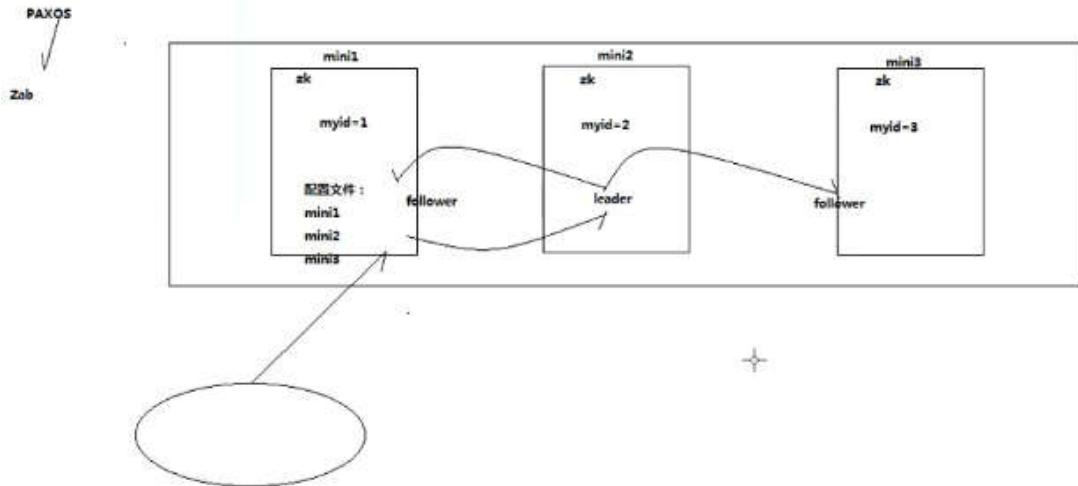 PAXOS
Zab
mini1
zk
myid=1
配置文件：
mini1
mini2
mini3
follower
mini2
zk
myid=2
leader
mini3
zk
myid=3
follower